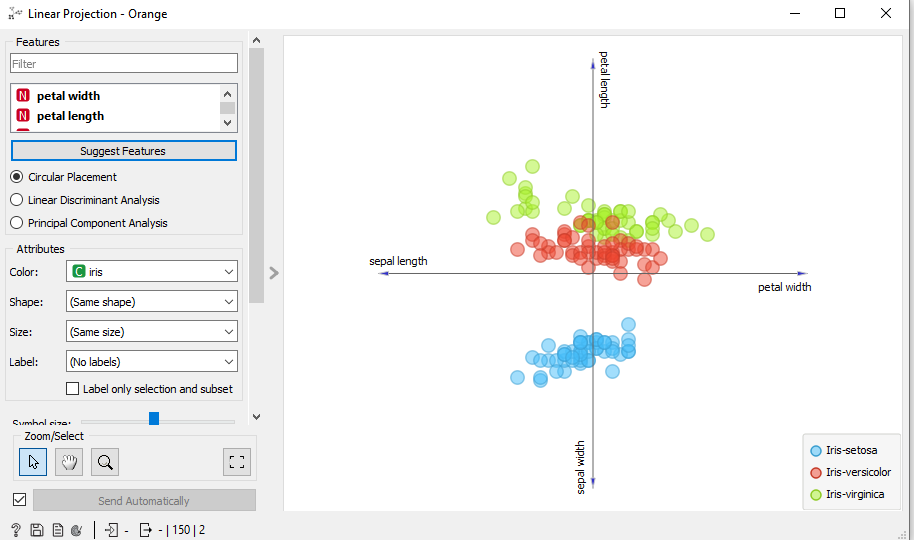 Linear Projection - Orange
Features
Filter
N petal width
N petal length
Suggest Features
Circular Placement
Linear Discriminant Analysis
Principal Component Analysis
Attributes
Color: C iris
Shape: (Same shape)
Size: (Same size)
Label: (No labels)
Label only selection and subset
Symbol size:
Zoom/Select
Send Automatically
? - - | 150 | 2
petal length
sepal length
petal width
sepal width
Iris-setosa
Iris-versicolor
Iris-virginica